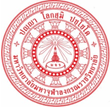 ปญฺญา โลกสฺมิ ปชฺโชโต
มหาวิทยาลัยมหาจุฬาลงกรณราชวิทยาลัย